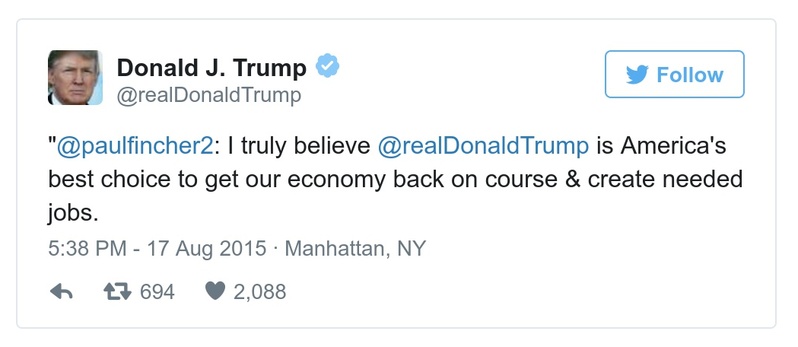 Donald J. Trump
@realDonaldTrump
Follow
"@paulfincher2: I truly believe @realDonaldTrump is America's
best choice to get our economy back on course & create needed
jobs.
5:38 PM - 17 Aug 2015 · Manhattan, NY
694 2,088